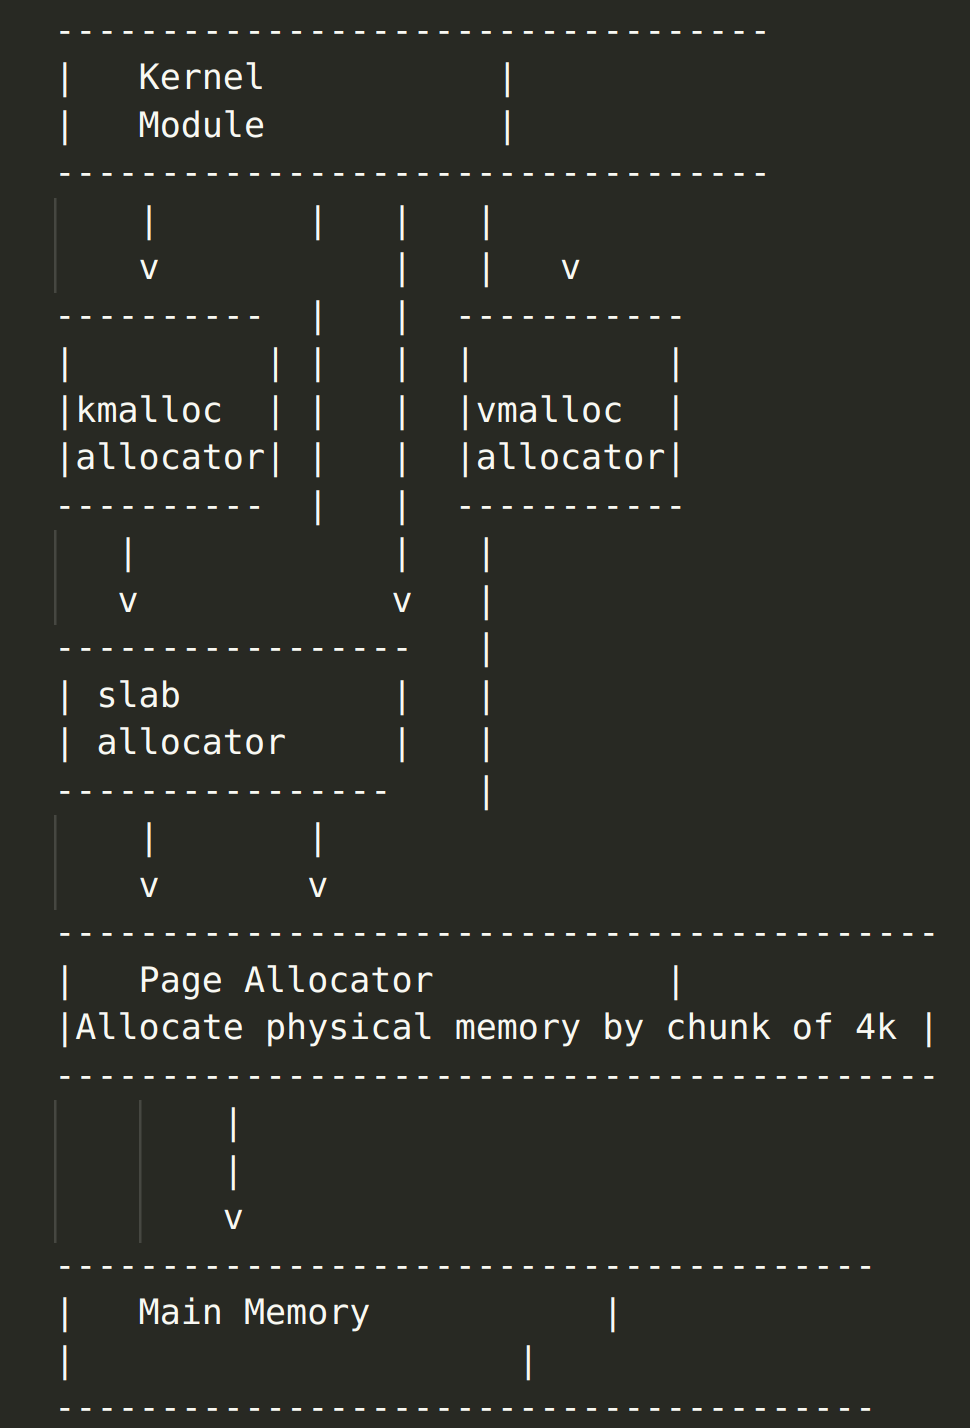 ----------------------------------
|   Kernel           |
|   Module           |
----------------------------------
    |       |   |   |
    v           |   |   v
----------  |   |  -----------
|         | |   |  |         |
|kmalloc  | |   |  |vmalloc  |
|allocator| |   |  |allocator|
----------  |   |  -----------
   |            |   |
   v            v   |
-----------------   |
| slab          |   |
| allocator     |   |
----------------    |
    |       |
    v       v
------------------------------------------
|   Page Allocator           |
|Allocate physical memory by chunk of 4k |
------------------------------------------
        |
        |
        v
---------------------------------------
|   Main Memory           |
|                     |
---------------------------------------